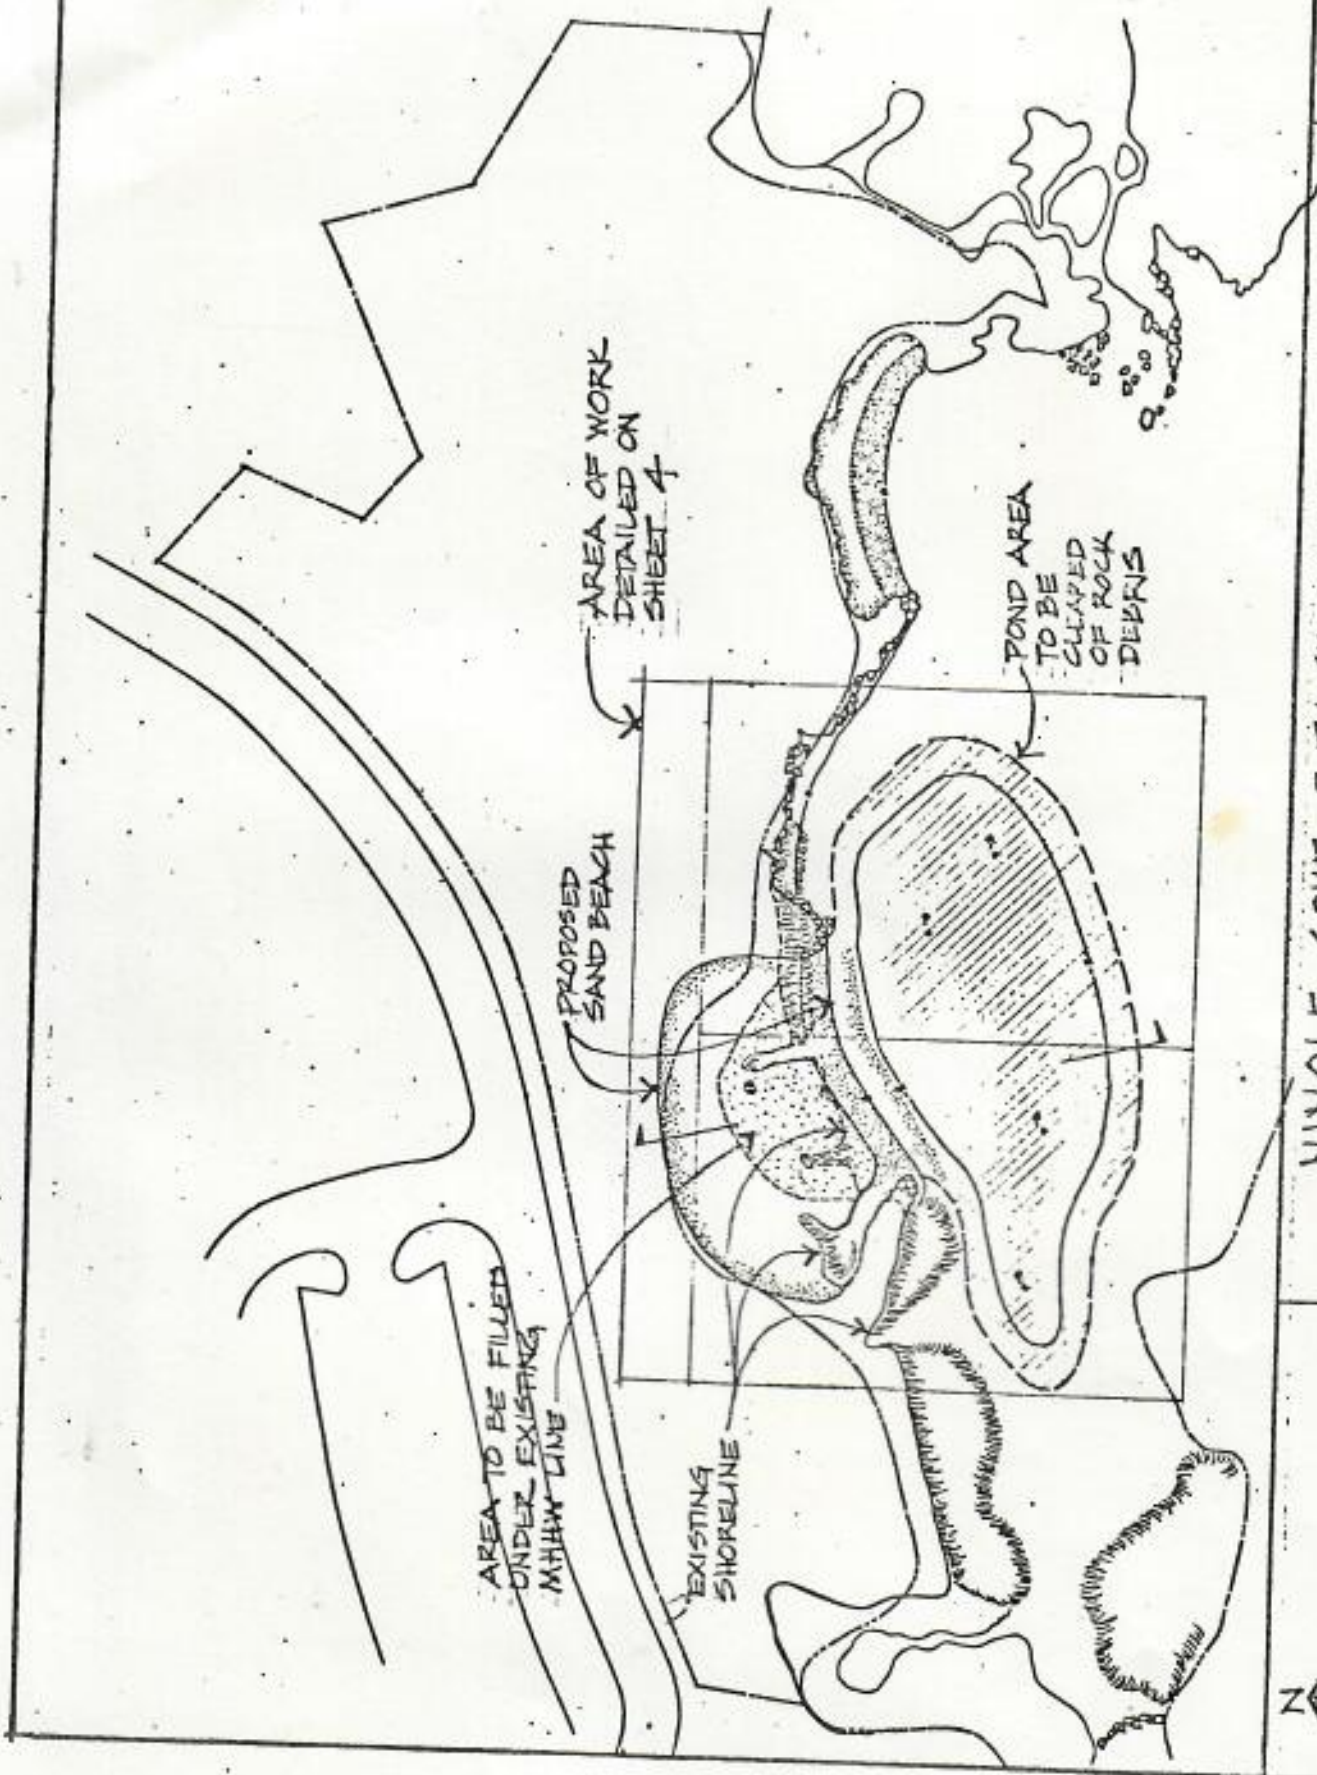 AREA OF WORK
DETAILED ON
SHEET 4
PROPOSED
SAND BEACH
POND AREA
TO BE
CLEARED
OF ROCK
DEBRIS
AREA TO BE FILLED
UNDER EXISTING
MHHW LINE
EXISTING
SHORELINE
N